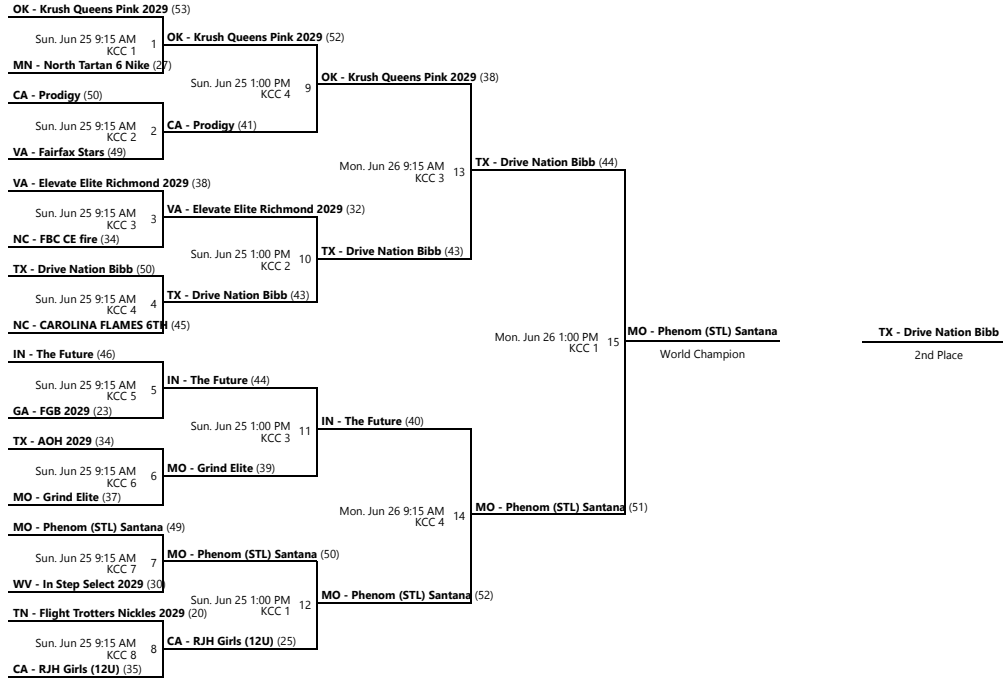 OK - Krush Queens Pink 2029 (53)
Sun. Jun 25 9:15 AM
KCC 1
1
MN - North Tartan 6 Nike (27)
CA - Prodigy (50)
Sun. Jun 25 9:15 AM
KCC 2
2
VA - Fairfax Stars (49)
VA - Elevate Elite Richmond 2029 (38)
Sun. Jun 25 9:15 AM
KCC 3
3
NC - FBC CE fire (34)
TX - Drive Nation Bibb (50)
Sun. Jun 25 9:15 AM
KCC 4
4
NC - CAROLINA FLAMES 6TH (45)
IN - The Future (46)
Sun. Jun 25 9:15 AM
KCC 5
5
GA - FGB 2029 (23)
TX - AOH 2029 (34)
Sun. Jun 25 9:15 AM
KCC 6
6
MO - Grind Elite (37)
MO - Phenom (STL) Santana (49)
Sun. Jun 25 9:15 AM
KCC 7
7
WV - In Step Select 2029 (30)
TN - Flight Trotters Nickles 2029 (20)
Sun. Jun 25 9:15 AM
KCC 8
8
CA - RJH Girls (12U) (35)
OK - Krush Queens Pink 2029 (52)
Sun. Jun 25 1:00 PM
KCC 4
9
CA - Prodigy (41)
VA - Elevate Elite Richmond 2029 (32)
Sun. Jun 25 1:00 PM
KCC 2
10
TX - Drive Nation Bibb (43)
IN - The Future (44)
Sun. Jun 25 1:00 PM
KCC 3
11
MO - Grind Elite (39)
MO - Phenom (STL) Santana (50)
Sun. Jun 25 1:00 PM
KCC 1
12
CA - RJH Girls (12U) (25)
OK - Krush Queens Pink 2029 (38)
Mon. Jun 26 9:15 AM
KCC 3
13
TX - Drive Nation Bibb (43)
IN - The Future (40)
Mon. Jun 26 9:15 AM
KCC 4
14
MO - Phenom (STL) Santana (52)
TX - Drive Nation Bibb (44)
Mon. Jun 26 1:00 PM
KCC 1
15
MO - Phenom (STL) Santana (51)
MO - Phenom (STL) Santana
World Champion
TX - Drive Nation Bibb
2nd Place